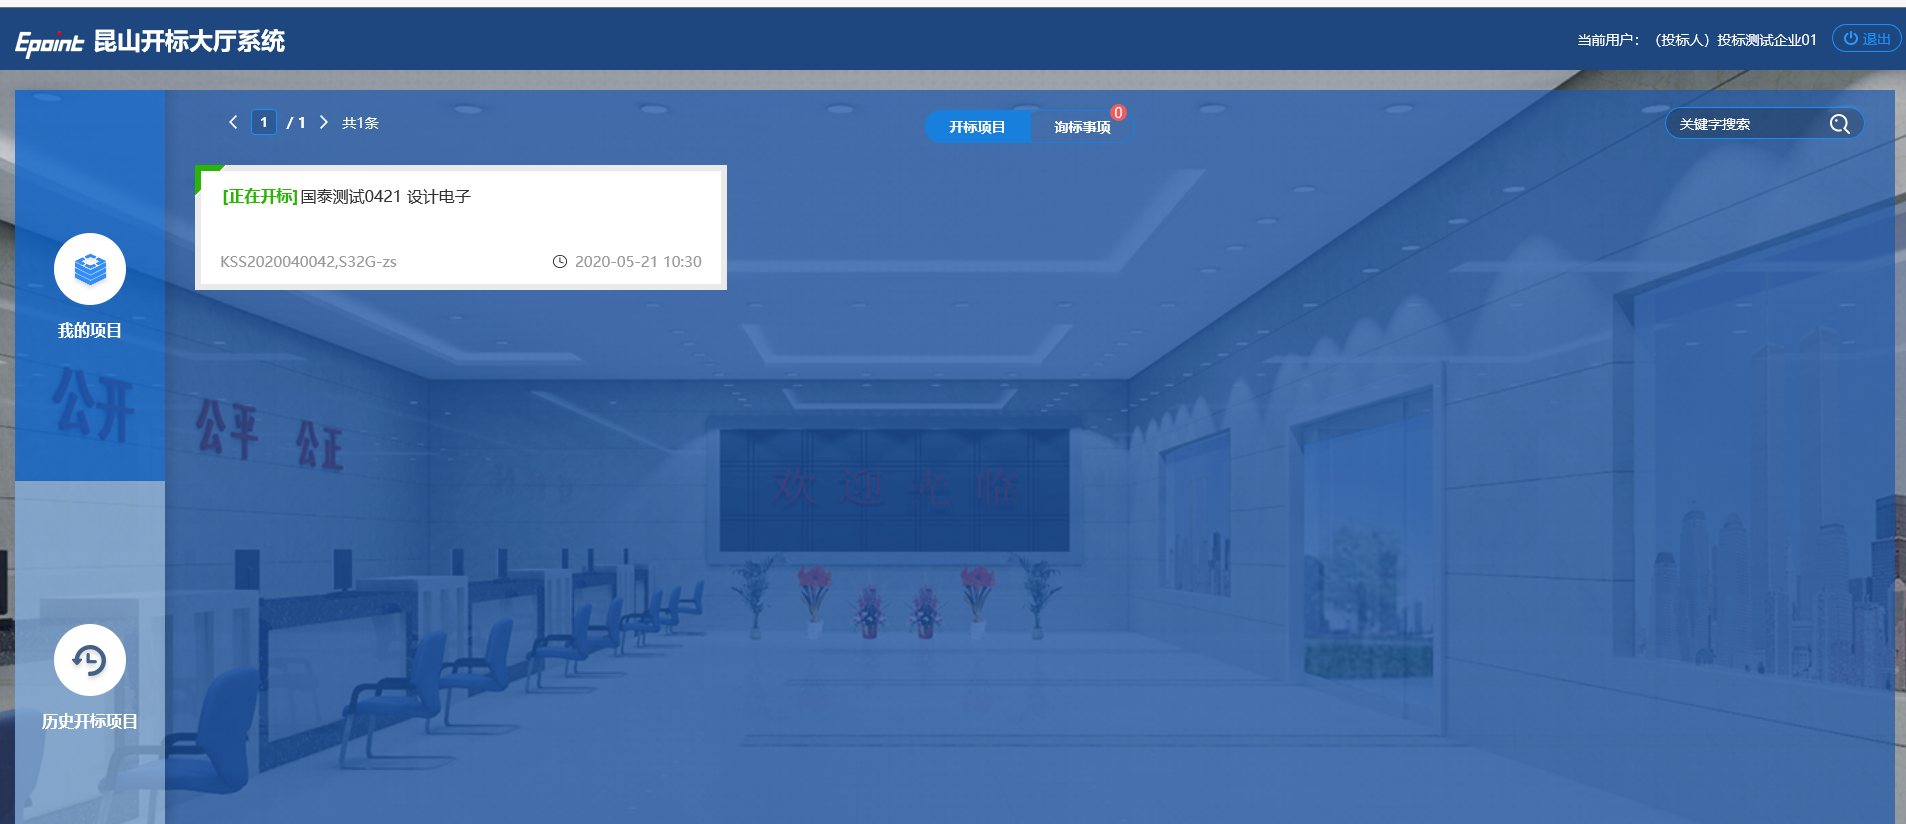 Epoint 昆山开标大厅系统
当前用户：（投标人）投标测试企业01
退出
1 / 1 共1条
开标项目
询标事项
0
关键字搜索
[正在开标]国泰测试0421 设计电子
KSS2020040042,S32G-zs
2020-05-21 10:30
我的项目
公开 公平 公正
欢迎光临
历史开标项目